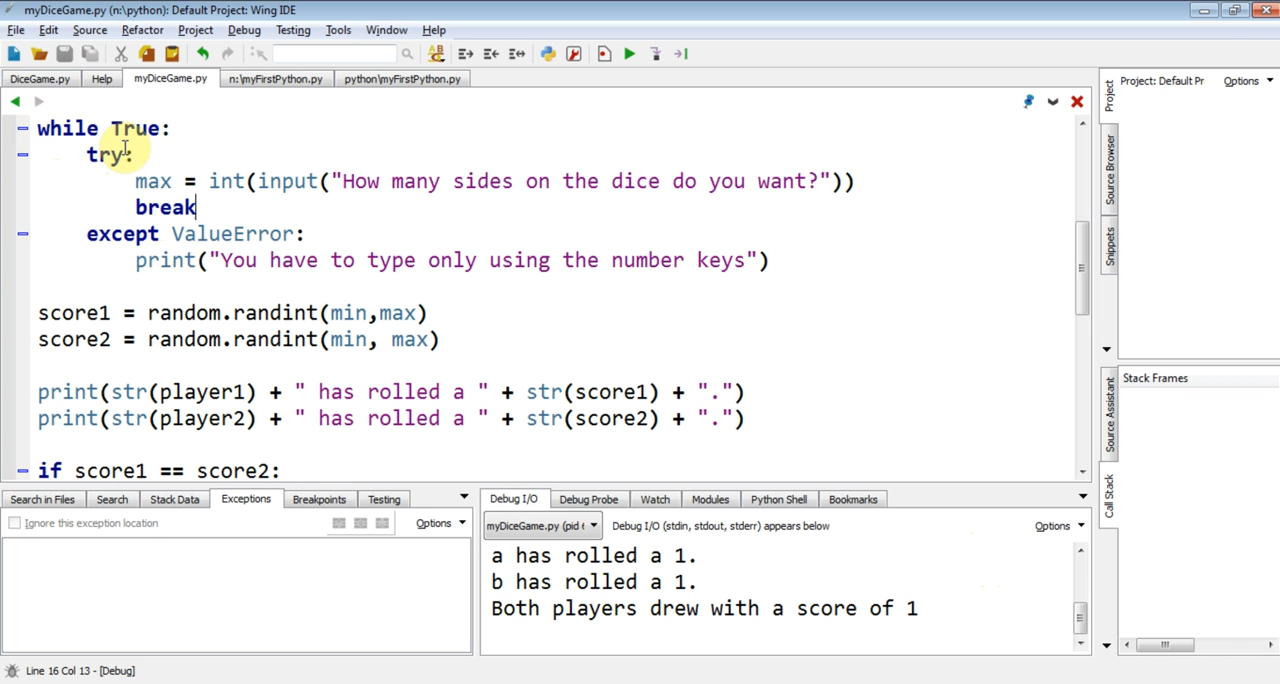 myDiceGame.py (n:\python): Default Project: Wing IDE
File Edit Source Refactor Project Debug Testing Tools Window Help
DiceGame.py Help myDiceGame.py n:\myFirstPython.py python\myFirstPython.py
Project: Default Pr Options
Project
Source Browser
Snippets
while True:
try:
max = int(input("How many sides on the dice do you want?"))
break
except ValueError:
print("You have to type only using the number keys")
score1 = random.randint(min,max)
score2 = random.randint(min, max)
print(str(player1) + " has rolled a " + str(score1) + ".")
print(str(player2) + " has rolled a " + str(score2) + ".")
if score1 == score2:
Stack Frames
Source Assistant
Call Stack
Search in Files Search Stack Data Exceptions Breakpoints Testing
Ignore this exception location Options
Debug I/O Debug Probe Watch Modules Python Shell Bookmarks
myDiceGame.py (pid Debug I/O (stdin, stdout, stderr) appears below Options
a has rolled a 1.
b has rolled a 1.
Both players drew with a score of 1
Line 16 Col 13 - [Debug]